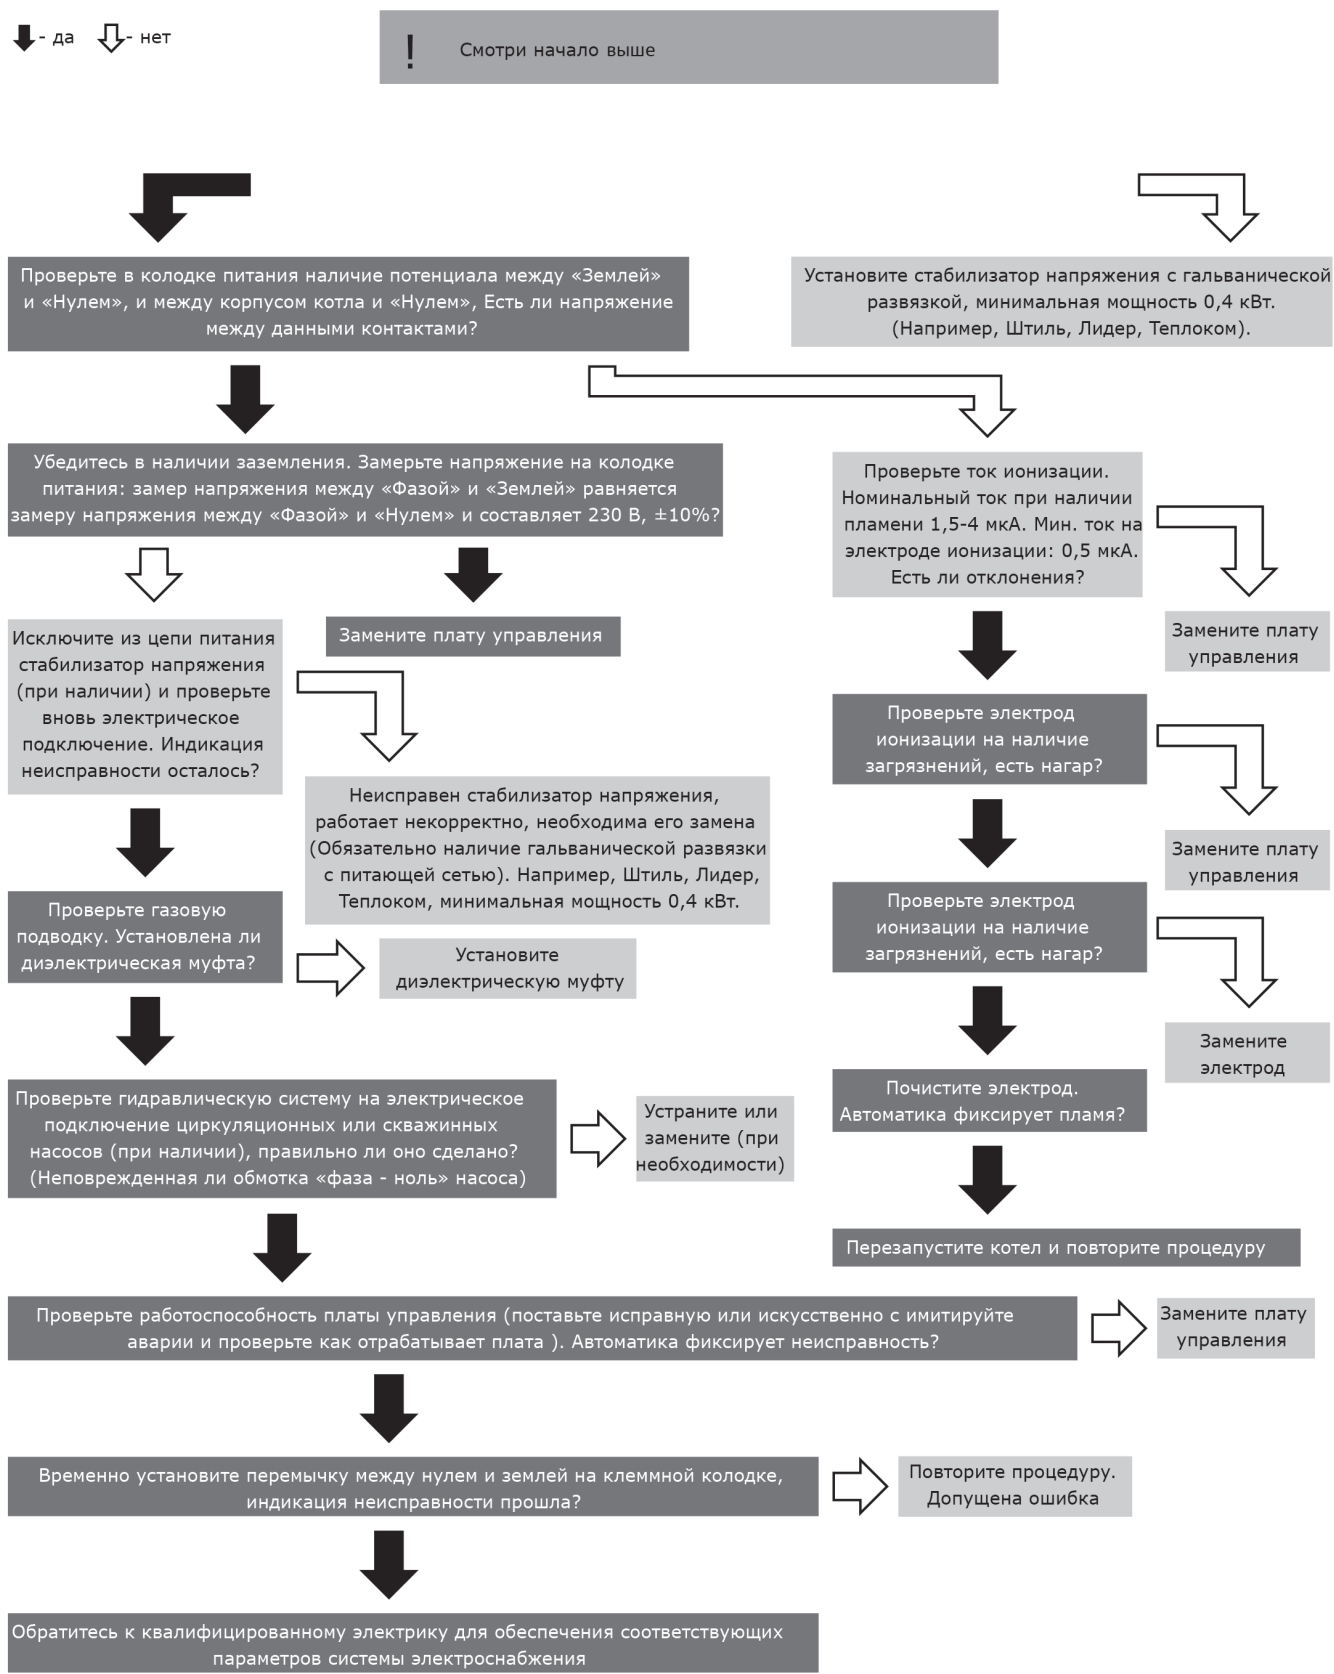 - да
- нет
! Смотри начало выше
Проверьте в колодке питания наличие потенциала между «Землей»
и «Нулем», и между корпусом котла и «Нулем», Есть ли напряжение
между данными контактами?
Установите стабилизатор напряжения с гальванической
развязкой, минимальная мощность 0,4 кВт.
(Например, Штиль, Лидер, Теплоком).
Убедитесь в наличии заземления. Замерьте напряжение на колодке
питания: замер напряжения между «Фазой» и «Землей» равняется
замеру напряжения между «Фазой» и «Нулем» и составляет 230 В, ±10%?
Проверьте ток ионизации.
Номинальный ток при наличии
пламени 1,5-4 мкА. Мин. ток на
электроде ионизации: 0,5 мкА.
Есть ли отклонения?
Исключите из цепи питания
стабилизатор напряжения
(при наличии) и проверьте
вновь электрическое
подключение. Индикация
неисправности осталось?
Замените плату управления
Замените плату
управления
Проверьте электрод
ионизации на наличие
загрязнений, есть нагар?
Неисправен стабилизатор напряжения,
работает некорректно, необходима его замена
(Обязательно наличие гальванической развязки
с питающей сетью). Например, Штиль, Лидер,
Теплоком, минимальная мощность 0,4 кВт.
Замените плату
управления
Проверьте газовую
подводку. Установлена ли
диэлектрическая муфта?
Установите
диэлектрическую муфту
Проверьте электрод
ионизации на наличие
загрязнений, есть нагар?
Замените
электрод
Проверьте гидравлическую систему на электрическое
подключение циркуляционных или скважинных
насосов (при наличии), правильно ли оно сделано?
(Неповрежденная ли обмотка «фаза - ноль» насоса)
Устраните или
замените (при
необходимости)
Почистите электрод.
Автоматика фиксирует пламя?
Перезапустите котел и повторите процедуру
Проверьте работоспособность платы управления (поставьте исправную или искусственно с имитируйте
аварии и проверьте как отрабатывает плата ). Автоматика фиксирует неисправность?
Замените плату
управления
Временно установите перемычку между нулем и землей на клеммной колодке,
индикация неисправности прошла?
Повторите процедуру.
Допущена ошибка
Обратитесь к квалифицированному электрику для обеспечения соответствующих
параметров системы электроснабжения